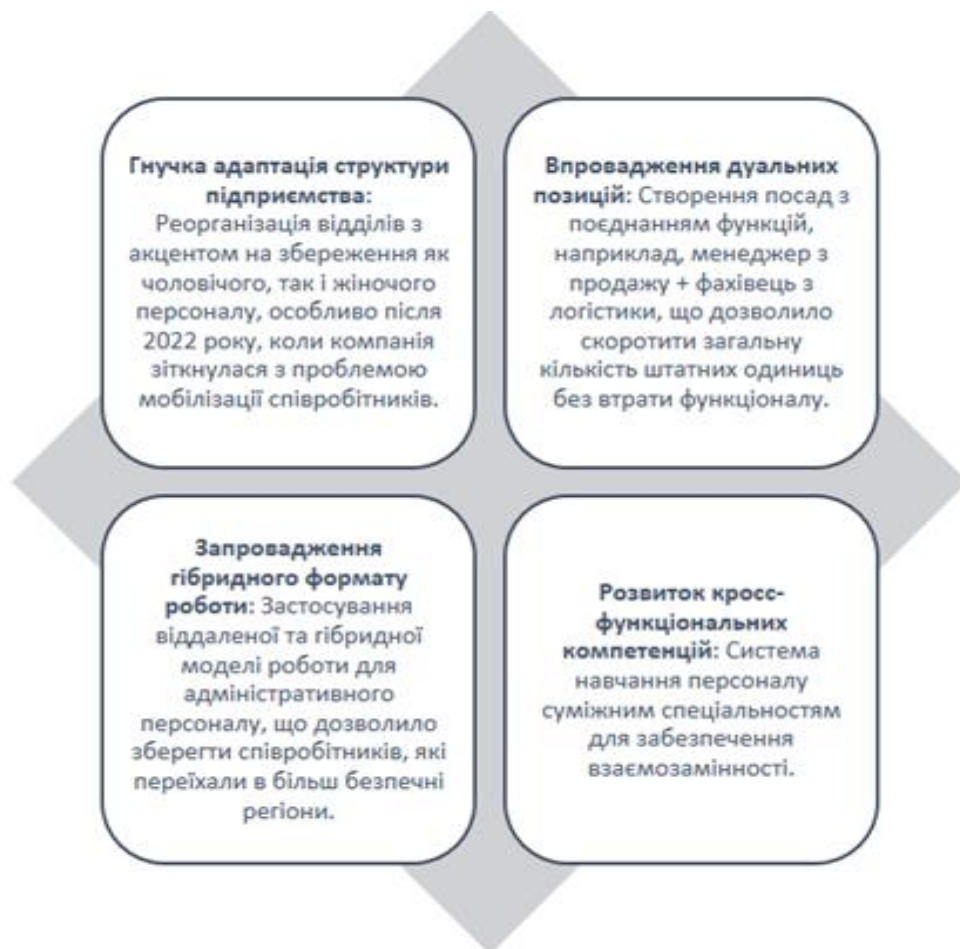 Гнучка адаптація структури
підприємства:
Реорганізація відділів з
акцентом на збереження як
чоловічого, так і жіночого
персоналу, особливо після
2022 року, коли компанія
зіткнулася з проблемою
мобілізації співробітників.
Впровадження дуальних
позицій: Створення посад з
поєднанням функцій,
наприклад, менеджер з
продажу + фахівець з
логістики, що дозволило
скоротити загальну
кількість штатних одиниць
без втрати функціоналу.
Запровадження
гібридного формату
роботи: Застосування
віддаленої та гібридної
моделі роботи для
адміністративного
персоналу, що дозволило
зберегти співробітників, які
переїхали в більш безпечні
регіони.
Розвиток кросс-
функціональних
компетенцій: Система
навчання персоналу
суміжним спеціальностям
для забезпечення
взаємозамінності.